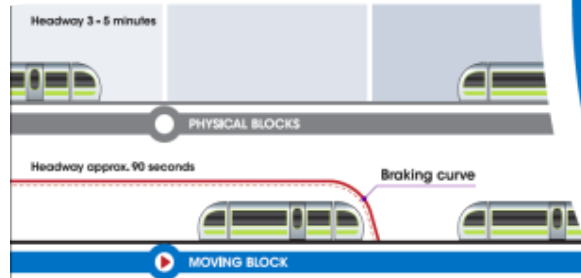 Headway 3 - 5 minutes
PHYSICAL BLOCKS
Headway approx. 90 seconds
Braking curve
MOVING BLOCK